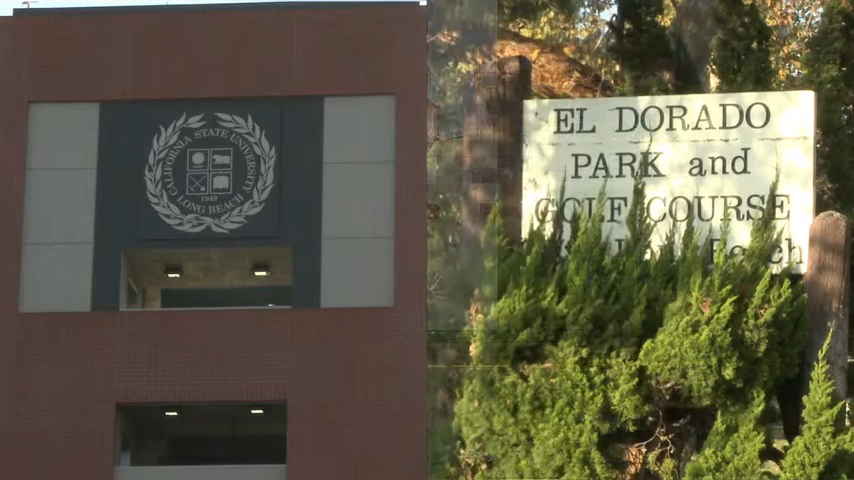 CALIFORNIA STATE UNIVERSITY
1949
LONG BEACH
EL DORADO
PARK and
GOLF COURSE